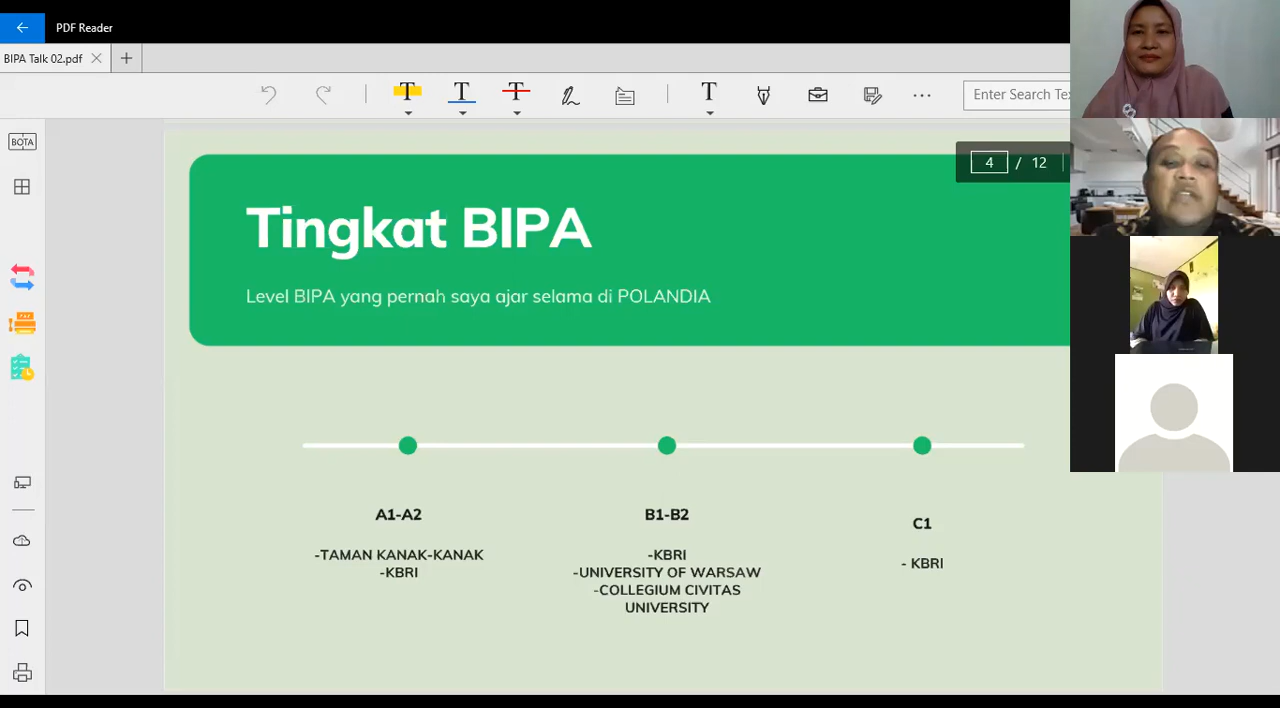 PDF Reader
BIPA Talk 02.pdf
BOTA
Enter Search Tex
4 / 12
Tingkat BIPA
Level BIPA yang pernah saya ajar selama di POLANDIA
A1-A2
-TAMAN KANAK-KANAK
-KBRI
B1-B2
-KBRI
-UNIVERSITY OF WARSAW
-COLLEGIUM CIVITAS
UNIVERSITY
C1
- KBRI